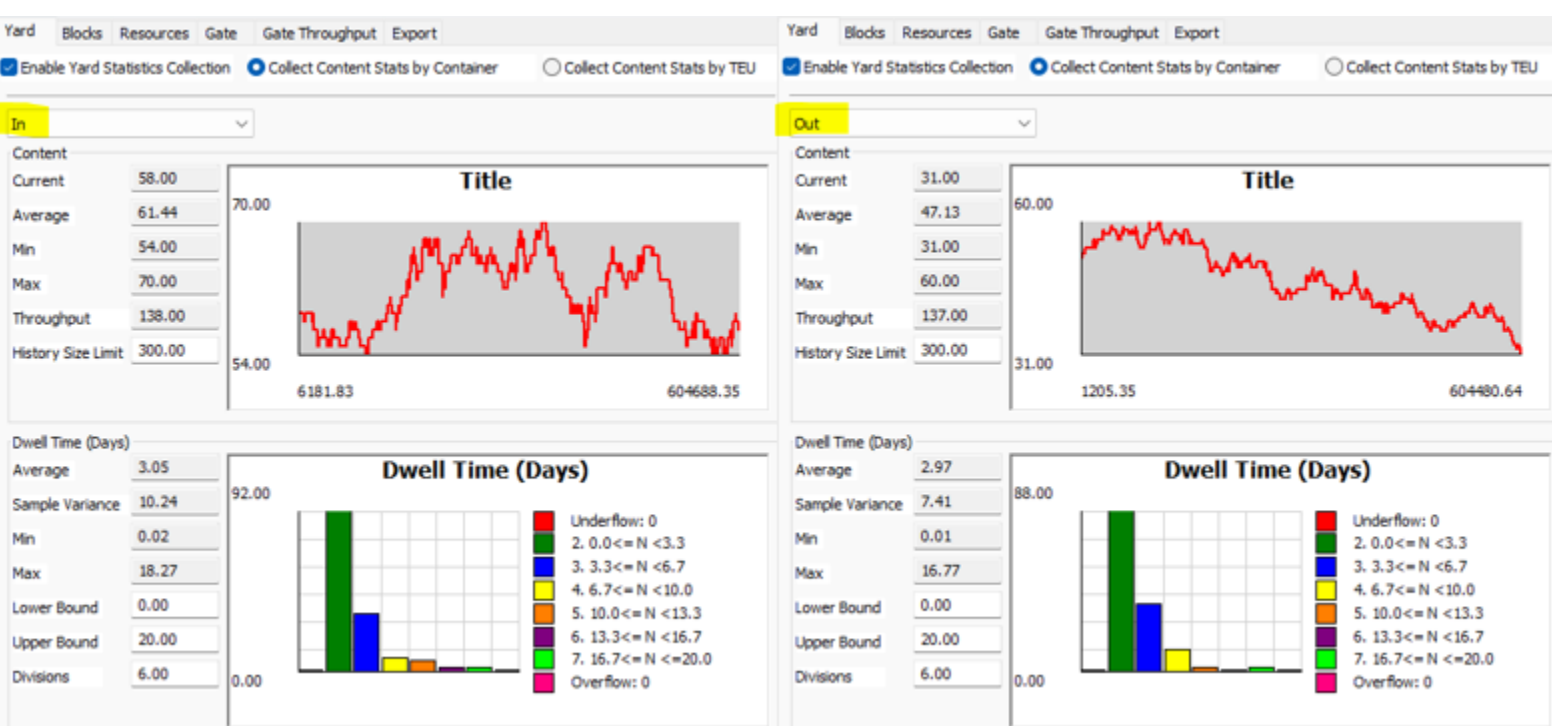 Yard Blocks Resources Gate Gate Throughput Export
Enable Yard Statistics Collection Collect Content Stats by Container Collect Content Stats by TEU
In
Content
Current 58.00
Average 61.44
Min 54.00
Max 70.00
Throughput 138.00
History Size Limit 300.00
Title
70.00
54.00
6181.83 604688.35
Dwell Time (Days)
Average 3.05
Sample Variance 10.24
Min 0.02
Max 18.27
Lower Bound 0.00
Upper Bound 20.00
Divisions 6.00
Dwell Time (Days)
92.00
0.00
Underflow: 0
2. 0.0<= N <3.3
3. 3.3<= N <6.7
4. 6.7<= N <10.0
5. 10.0<= N <13.3
6. 13.3<= N <16.7
7. 16.7<= N <=20.0
Overflow: 0
Yard Blocks Resources Gate Gate Throughput Export
Enable Yard Statistics Collection Collect Content Stats by Container Collect Content Stats by TEU
Out
Content
Current 31.00
Average 47.13
Min 31.00
Max 60.00
Throughput 137.00
History Size Limit 300.00
Title
60.00
31.00
1205.35 604480.64
Dwell Time (Days)
Average 2.97
Sample Variance 7.41
Min 0.01
Max 16.77
Lower Bound 0.00
Upper Bound 20.00
Divisions 6.00
Dwell Time (Days)
88.00
0.00
Underflow: 0
2. 0.0<= N <3.3
3. 3.3<= N <6.7
4. 6.7<= N <10.0
5. 10.0<= N <13.3
6. 13.3<= N <16.7
7. 16.7<= N <=20.0
Overflow: 0